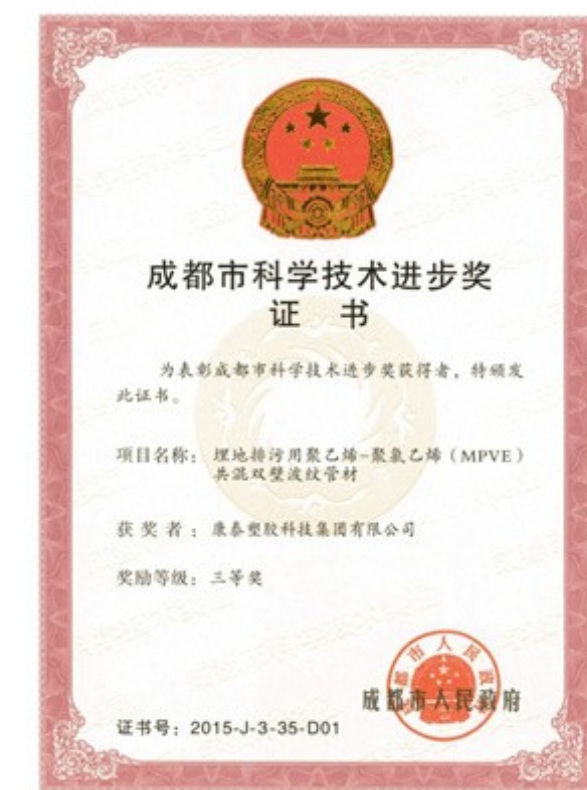 成都市科学技术进步奖
证 书
为表彰成都市科学技术进步奖获得者，特颁发
此证书。
项目名称：埋地排污用聚乙烯-聚氯乙烯（MPVE）
共混双壁波纹管材
获 奖 者 ：康泰塑胶科技集团有限公司
奖励等级：三等奖
成都市人民政府
证书号：2015-J-3-35-D01